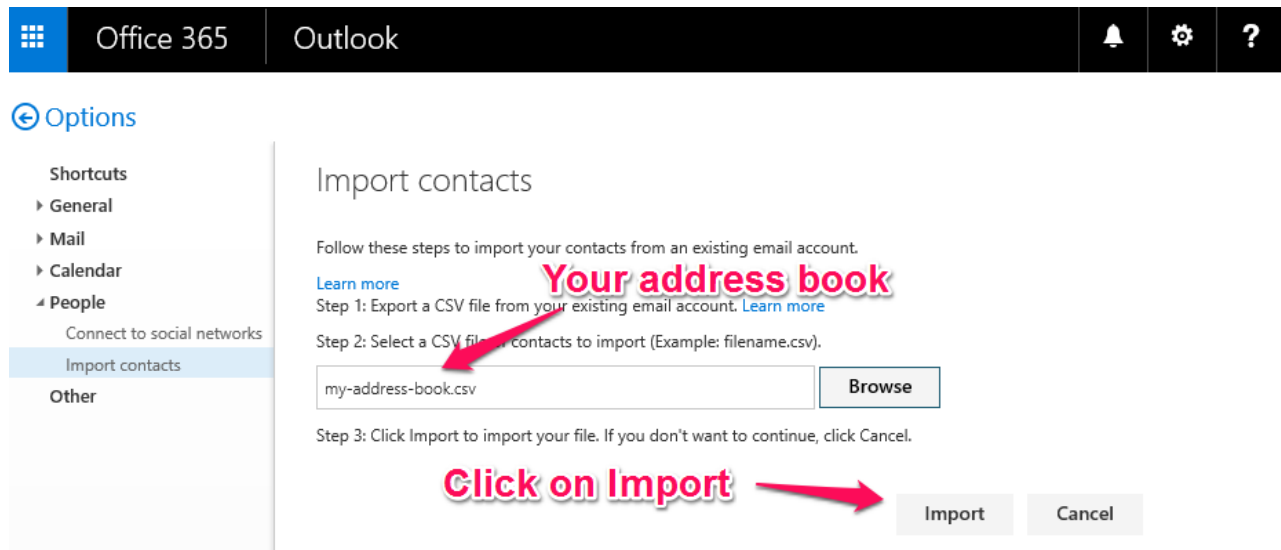 Office 365 Outlook ?
Options
Shortcuts
General
Mail
Calendar
People
Connect to social networks
Import contacts
Other
Import contacts
Follow these steps to import your contacts from an existing email account.
Learn more
Your address book
Step 1: Export a CSV file from your existing email account. Learn more
Step 2: Select a CSV file of contacts to import (Example: filename.csv).
my-address-book.csv
Browse
Step 3: Click Import to import your file. If you don't want to continue, click Cancel.
Click on Import
Import Cancel